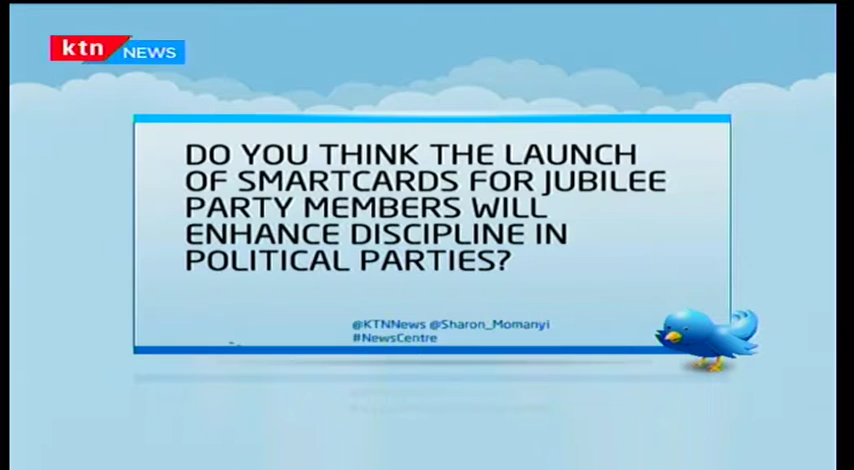 ktn NEWS
DO YOU THINK THE LAUNCH
OF SMARTCARDS FOR JUBILEE
PARTY MEMBERS WILL
ENHANCE DISCIPLINE IN
POLITICAL PARTIES?
@KTNNews @Sharon_Momanyi
#NewsCentre